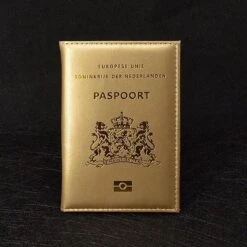 EUROPESE UNIE
KONINKRIJK DER NEDERLANDEN
PASPOORT